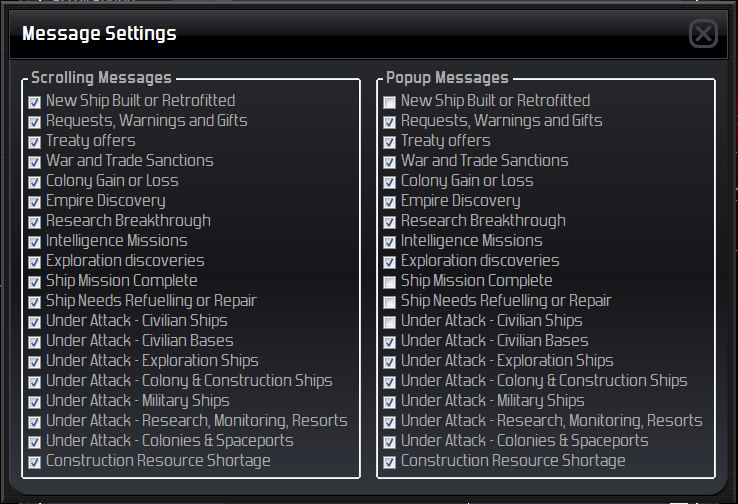 Message Settings
Scrolling Messages
New Ship Built or Retrofitted
Requests, Warnings and Gifts
Treaty offers
War and Trade Sanctions
Colony Gain or Loss
Empire Discovery
Research Breakthrough
Intelligence Missions
Exploration discoveries
Ship Mission Complete
Ship Needs Refuelling or Repair
Under Attack - Civilian Ships
Under Attack - Civilian Bases
Under Attack - Exploration Ships
Under Attack - Colony & Construction Ships
Under Attack - Military Ships
Under Attack - Research, Monitoring, Resorts
Under Attack - Colonies & Spaceports
Construction Resource Shortage
Popup Messages
New Ship Built or Retrofitted
Requests, Warnings and Gifts
Treaty offers
War and Trade Sanctions
Colony Gain or Loss
Empire Discovery
Research Breakthrough
Intelligence Missions
Exploration discoveries
Ship Mission Complete
Ship Needs Refuelling or Repair
Under Attack - Civilian Ships
Under Attack - Civilian Bases
Under Attack - Exploration Ships
Under Attack - Colony & Construction Ships
Under Attack - Military Ships
Under Attack - Research, Monitoring, Resorts
Under Attack - Colonies & Spaceports
Construction Resource Shortage